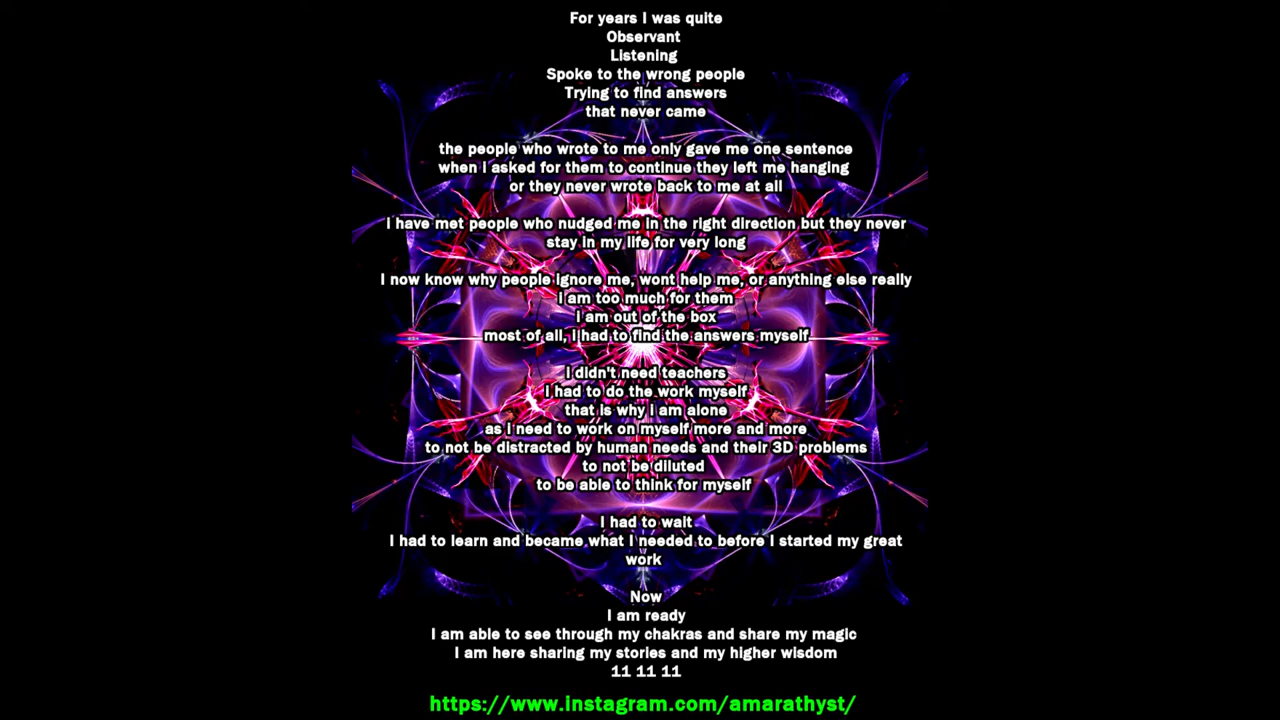 For years I was quite
Observant
Listening
Spoke to the wrong people
Trying to find answers
that never came
the people who wrote to me only gave me one sentence
when I asked for them to continue they left me hanging
or they never wrote back to me at all
I have met people who nudged me in the right direction but they never
stay in my life for very long
I now know why people ignore me, wont help me, or anything else really
I am too much for them
I am out of the box
most of all, I had to find the answers myself
I didn't need teachers
I had to do the work myself
that is why i am alone
as I need to work on myself more and more
to not be distracted by human needs and their 3D problems
to not be diluted
to be able to think for myself
I had to wait
I had to learn and became what I needed to before I started my great
work
Now
I am ready
I am able to see through my chakras and share my magic
I am here sharing my stories and my higher wisdom
11 11 11
https://www.instagram.com/amarathyst/